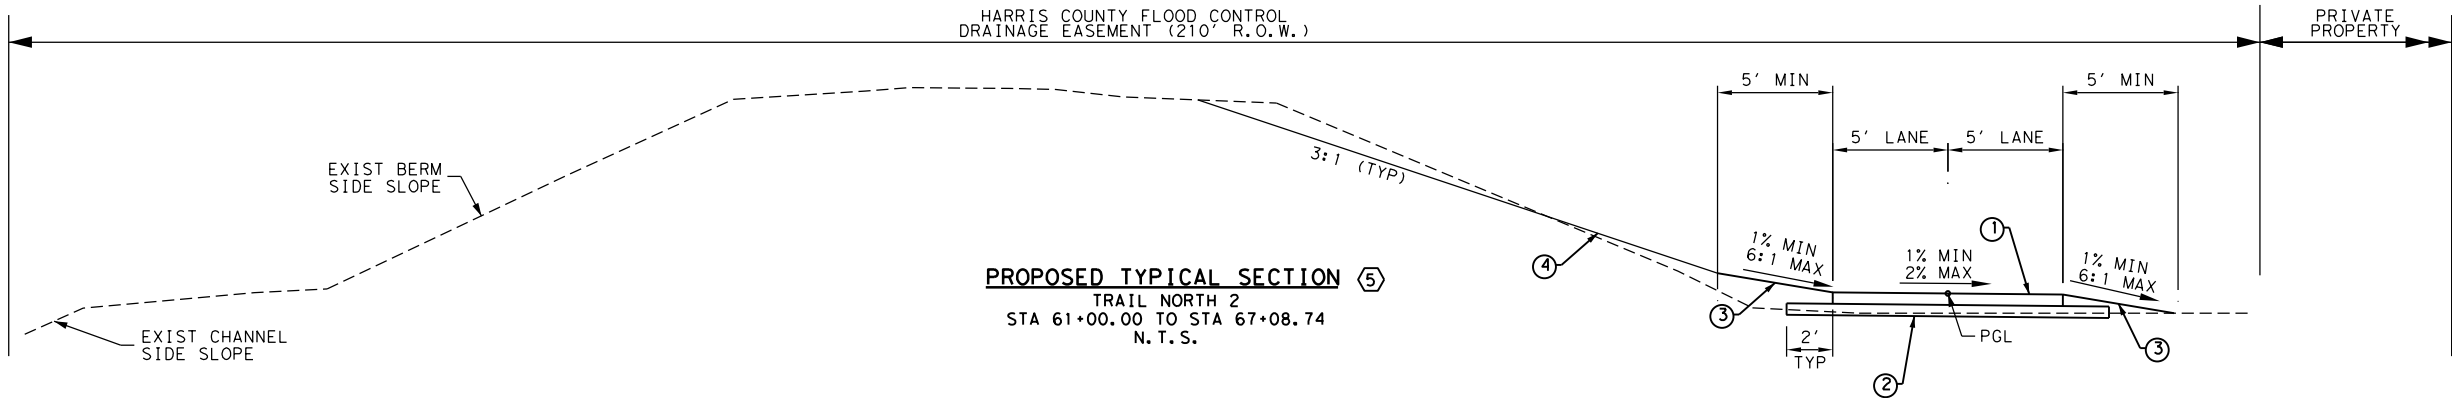 HARRIS COUNTY FLOOD CONTROL
DRAINAGE EASEMENT (210' R.O.W.)
PRIVATE
PROPERTY
5' MIN
5' MIN
5' LANE
5' LANE
3:1 (TYP)
EXIST BERM
SIDE SLOPE
1
1% MIN
6:1 MAX
1% MIN
2% MAX
1% MIN
6:1 MAX
4
PROPOSED TYPICAL SECTION 5
TRAIL NORTH 2
STA 61+00.00 TO STA 67+08.74
N.T.S.
3
EXIST CHANNEL
SIDE SLOPE
2'
TYP
PGL
3
2